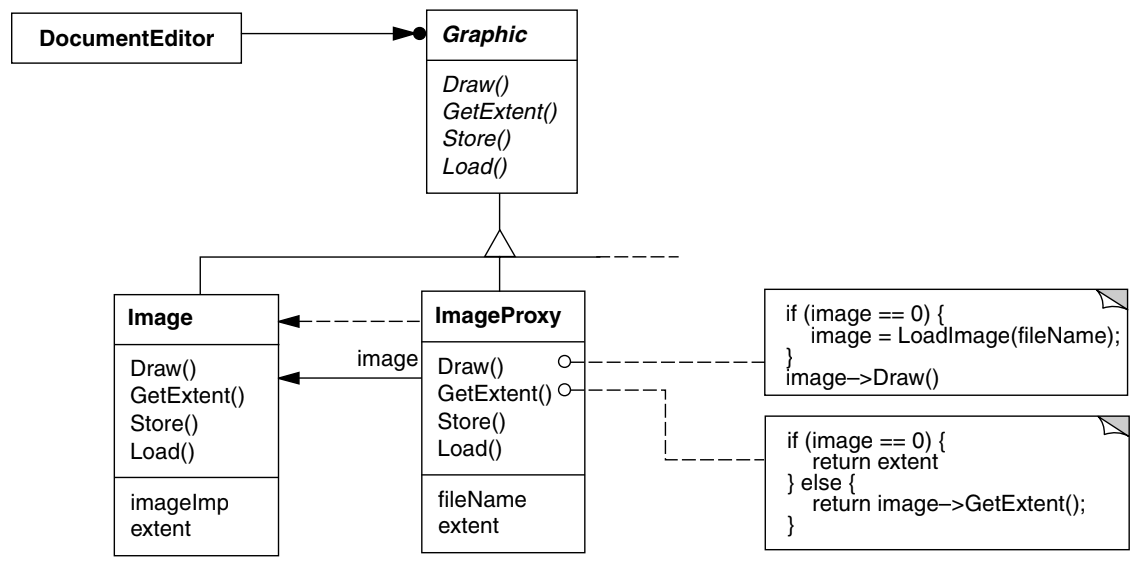 DocumentEditor
Graphic
Draw()
GetExtent()
Store()
Load()
Image
Draw()
GetExtent()
Store()
Load()
imageImp
extent
image
ImageProxy
Draw()
GetExtent()
Store()
Load()
fileName
extent
if (image == 0) {
image = LoadImage(fileName);
}
image–>Draw()
if (image == 0) {
return extent
} else {
return image–>GetExtent();
}